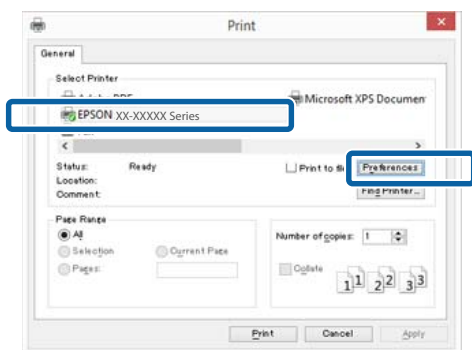 Print
General
Select Printer
Microsoft XPS Documen
EPSON XX-XXXXX Series
Status: Ready
Print to
Preferences
Location:
Comment:
Find Printer...
Page Range
All
Selection
Current Page
Pages:
Number of copies: 1
Collate
1 1 2 2 3 3
Print Cancel Apply